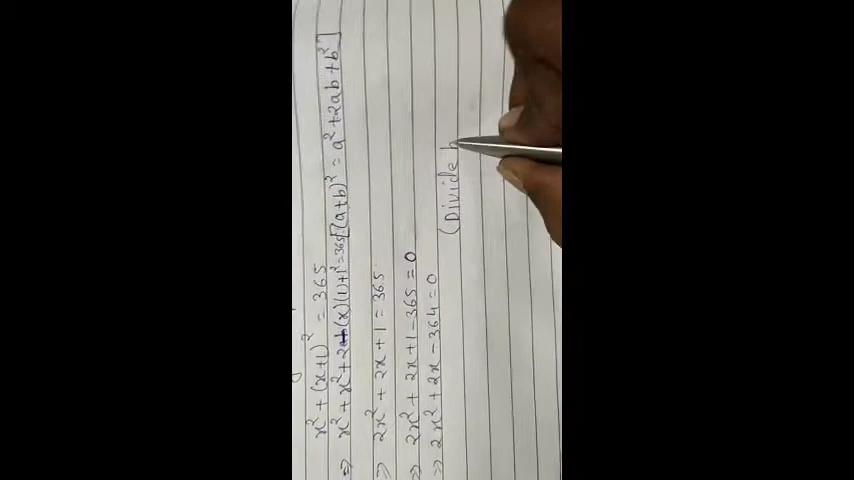 x² + (x+1)² = 365
⇒ x² + x² + 2(x)(1) + 1² = 365 [(a+b)² = a² + 2ab + b²]
⇒ 2x² + 2x + 1 = 365
⇒ 2x² + 2x + 1 - 365 = 0
⇒ 2x² + 2x - 364 = 0
(Divide b